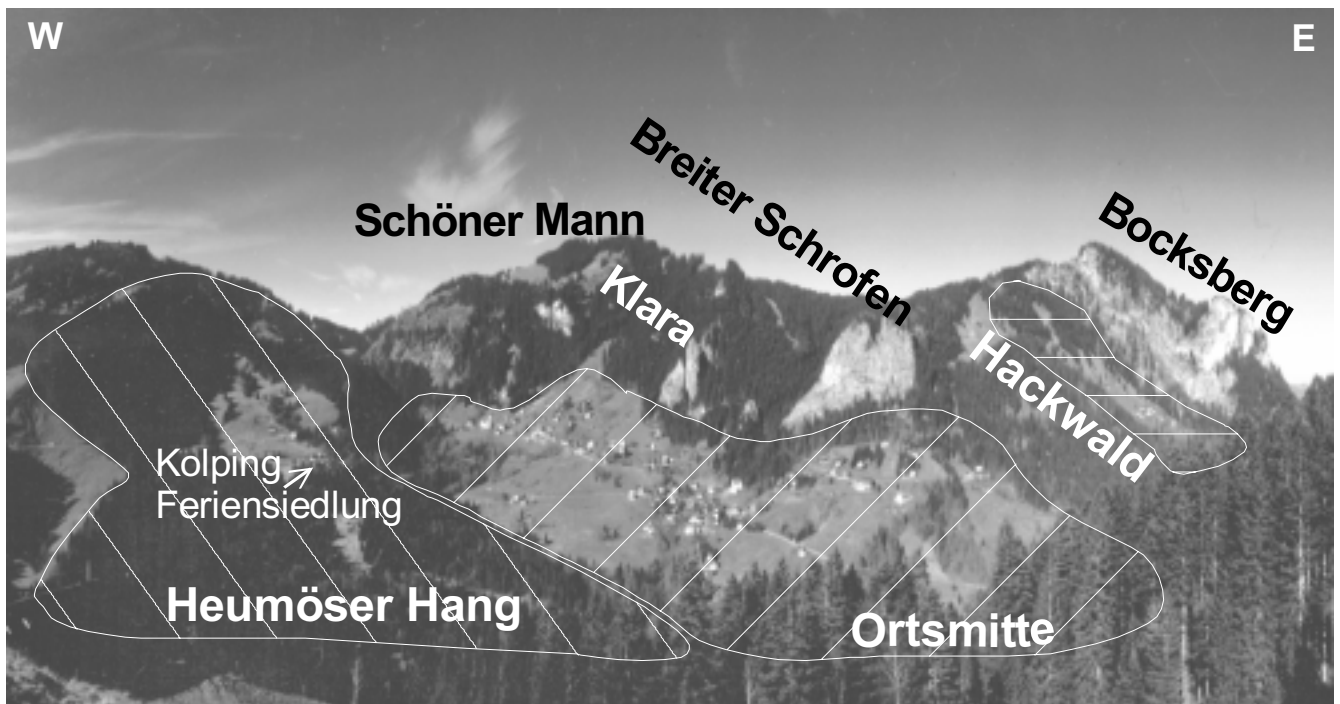 W
E
Breiter Schrofen
Bocksberg
Schöner Mann
Klara
Hackwald
Kolping
Feriensiedlung
Heumöser Hang
Ortsmitte